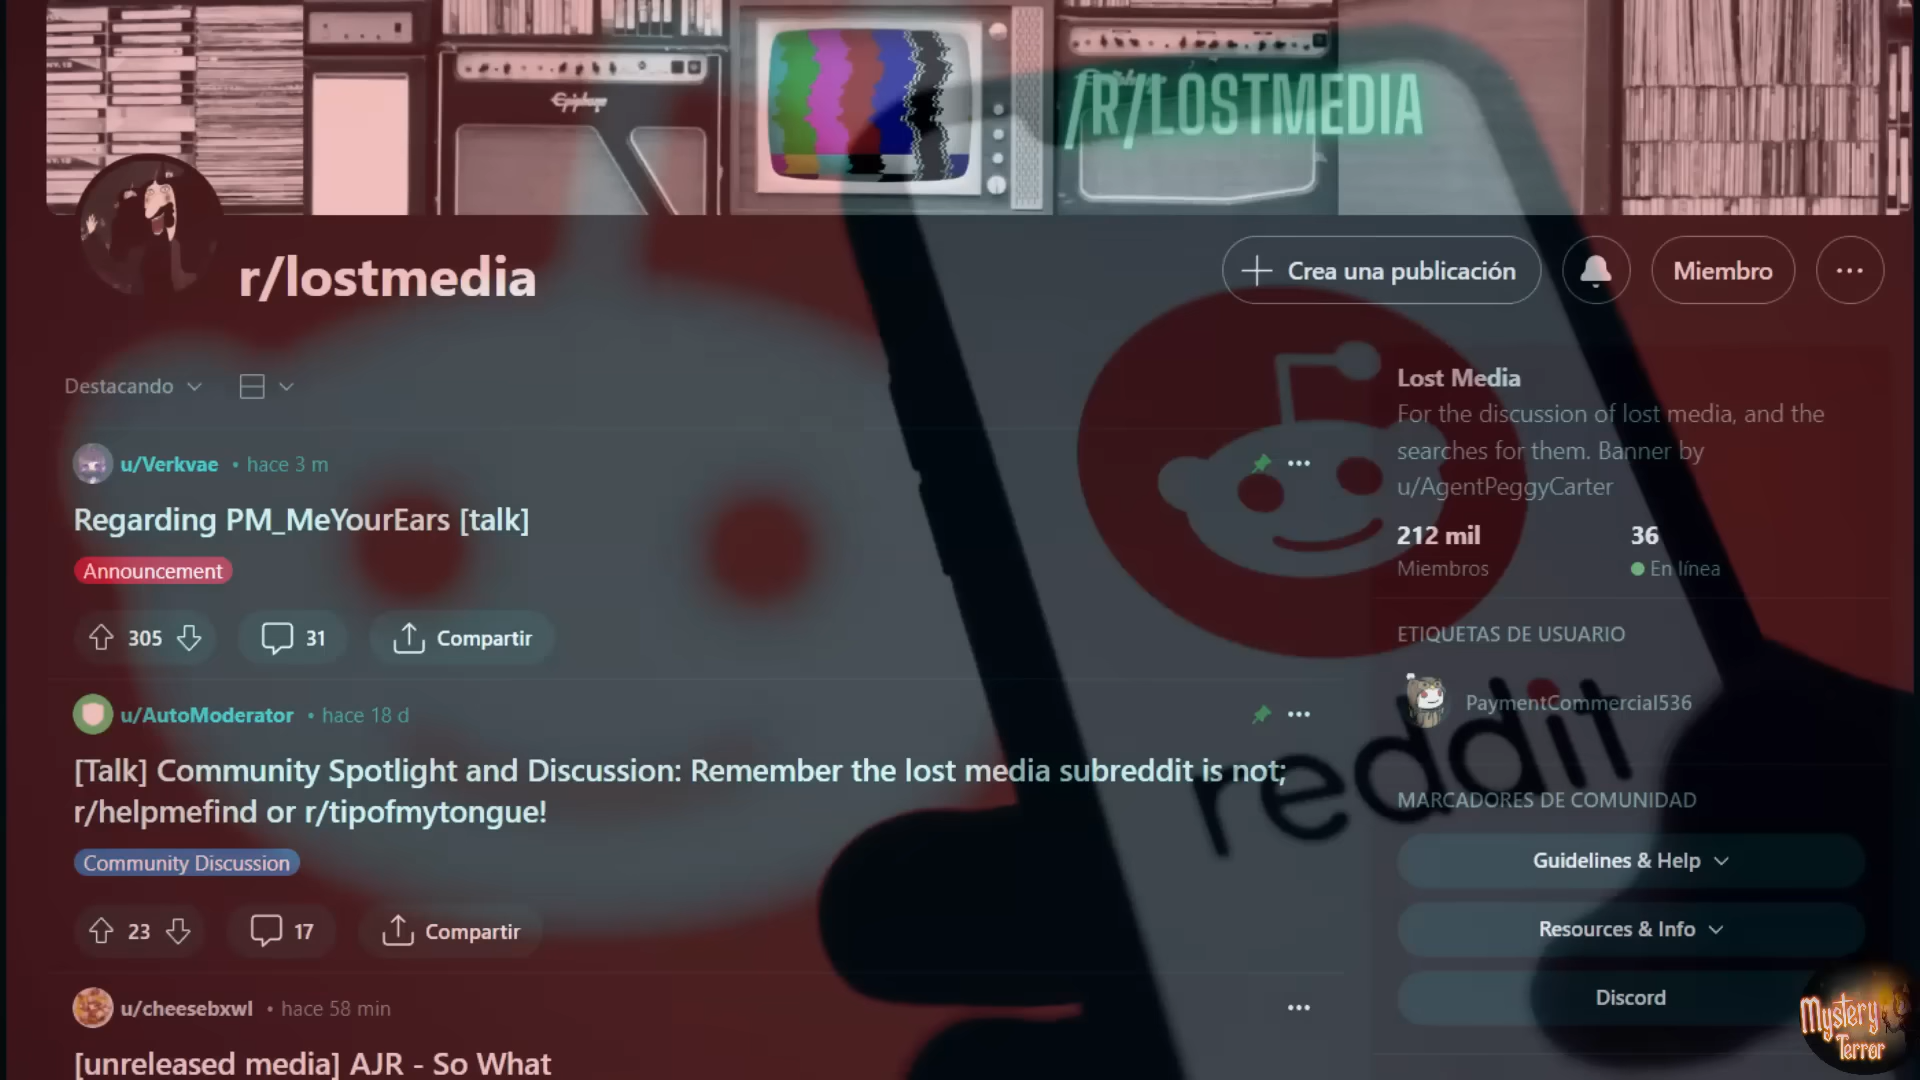 Epiphone
/R/LOSTMEDIA
r/lostmedia
Crea una publicación
Miembro
Destacando
u/Verkvae • hace 3 m
Regarding PM_MeYourEars [talk]
Announcement
305
31
Compartir
u/AutoModerator • hace 18 d
[Talk] Community Spotlight and Discussion: Remember the lost media subreddit is not;
r/helpmefind or r/tipofmytongue!
Community Discussion
23
17
Compartir
u/cheesebxwl • hace 58 min
[unreleased media] AJR - So What
Lost Media
For the discussion of lost media, and the
searches for them. Banner by
u/AgentPeggyCarter
212 mil
36
Miembros
En línea
ETIQUETAS DE USUARIO
PaymentCommercial536
reddit
MARCADORES DE COMUNIDAD
Guidelines & Help
Resources & Info
Discord
Mystery
Terror